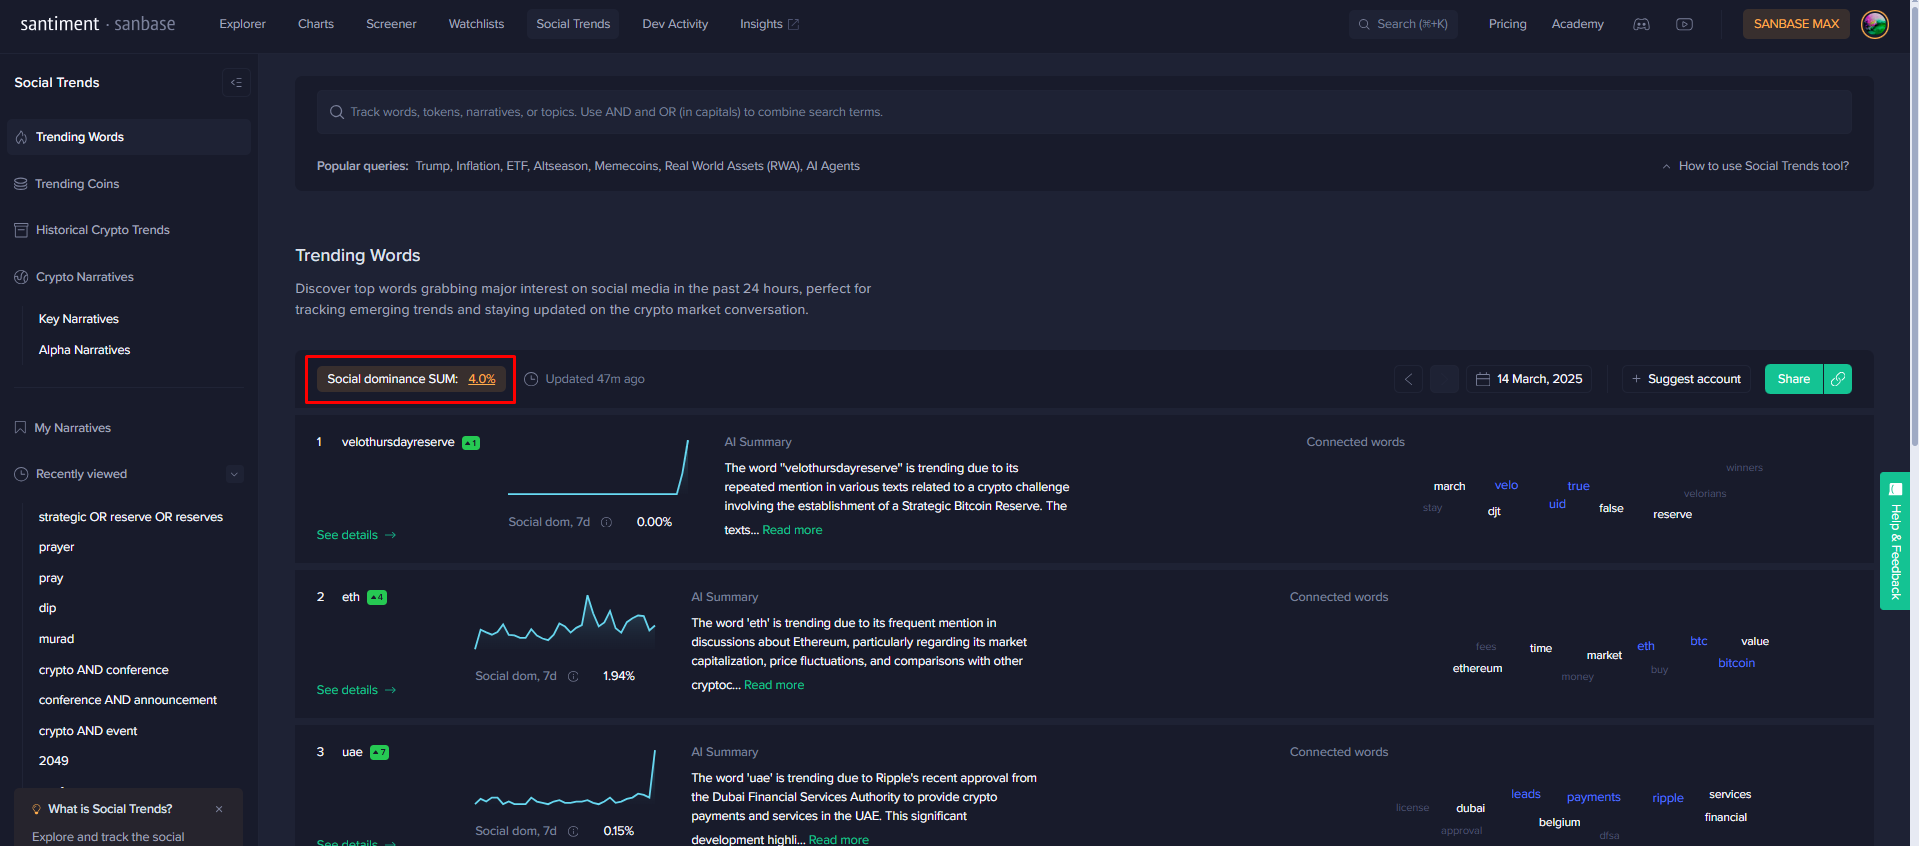 santiment · sanbase
Explorer
Charts
Screener
Watchlists
Social Trends
Dev Activity
Insights
Search (⌘+K)
Pricing
Academy
SANBASE MAX
Social Trends
Trending Words
Trending Coins
Historical Crypto Trends
Crypto Narratives
Key Narratives
Alpha Narratives
My Narratives
Recently viewed
strategic OR reserve OR reserves
prayer
pray
dip
murad
crypto AND conference
conference AND announcement
crypto AND event
2049
What is Social Trends?
Explore and track the social
Track words, tokens, narratives, or topics. Use AND and OR (in capitals) to combine search terms.
Popular queries: Trump, Inflation, ETF, Altseason, Memecoins, Real World Assets (RWA), AI Agents
How to use Social Trends tool?
Trending Words
Discover top words grabbing major interest on social media in the past 24 hours, perfect for
tracking emerging trends and staying updated on the crypto market conversation.
Social dominance SUM: 4.0%
Updated 47m ago
14 March, 2025
+ Suggest account
Share
1 velothursdayreserve 1
See details →
Social dom, 7d 0.00%
AI Summary
The word "velothursdayreserve" is trending due to its
repeated mention in various texts related to a crypto challenge
involving the establishment of a Strategic Bitcoin Reserve. The
texts... Read more
Connected words
winners
march velo true velorians
stay djt uid false reserve
2 eth 4
See details →
Social dom, 7d 1.94%
AI Summary
The word 'eth' is trending due to its frequent mention in
discussions about Ethereum, particularly regarding its market
capitalization, price fluctuations, and comparisons with other
cryptoc... Read more
Connected words
fees time market eth btc value
ethereum money buy bitcoin
3 uae 7
See details
Social dom, 7d 0.15%
AI Summary
The word 'uae' is trending due to Ripple's recent approval from
the Dubai Financial Services Authority to provide crypto
payments and services in the UAE. This significant
development highli... Read more
Connected words
license dubai leads payments ripple services
approval belgium dfsa financial
Help & Feedback